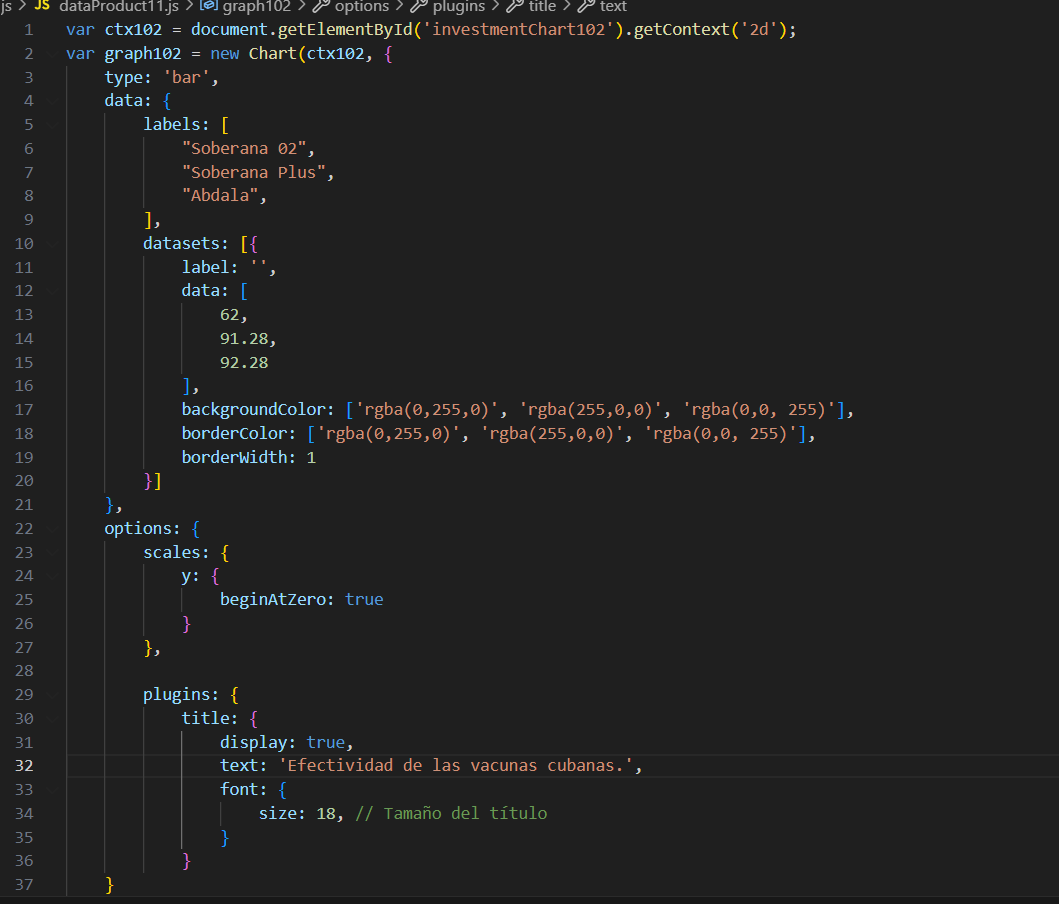 js > JS dataProduct11.js > graph102 > options > plugins > title > text
1 var ctx102 = document.getElementById('investmentChart102').getContext('2d');
2 var graph102 = new Chart(ctx102, {
3     type: 'bar',
4     data: {
5         labels: [
6             "Soberana 02",
7             "Soberana Plus",
8             "Abdala",
9         ],
10         datasets: [{
11             label: '',
12             data: [
13                 62,
14                 91.28,
15                 92.28
16             ],
17             backgroundColor: ['rgba(0,255,0)', 'rgba(255,0,0)', 'rgba(0,0, 255)'],
18             borderColor: ['rgba(0,255,0)', 'rgba(255,0,0)', 'rgba(0,0, 255)'],
19             borderWidth: 1
20         }]
21     },
22     options: {
23         scales: {
24             y: {
25                 beginAtZero: true
26             }
27         },
28
29         plugins: {
30             title: {
31                 display: true,
32                 text: 'Efectividad de las vacunas cubanas.',
33                 font: {
34                     size: 18, // Tamaño del título
35                 }
36             }
37     }